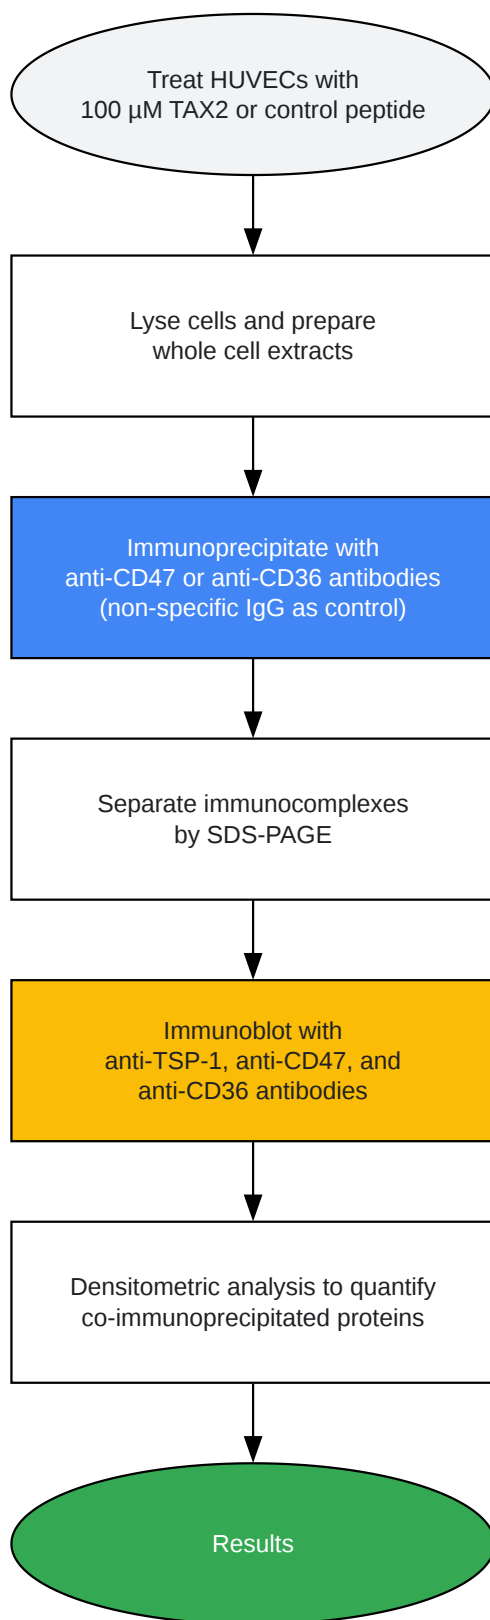 Treat HUVECs with
100 µM TAX2 or control peptide
Lyse cells and prepare
whole cell extracts
Immunoprecipitate with
anti-CD47 or anti-CD36 antibodies
(non-specific IgG as control)
Separate immunocomplexes
by SDS-PAGE
Immunoblot with
anti-TSP-1, anti-CD47, and
anti-CD36 antibodies
Densitometric analysis to quantify
co-immunoprecipitated proteins
Results